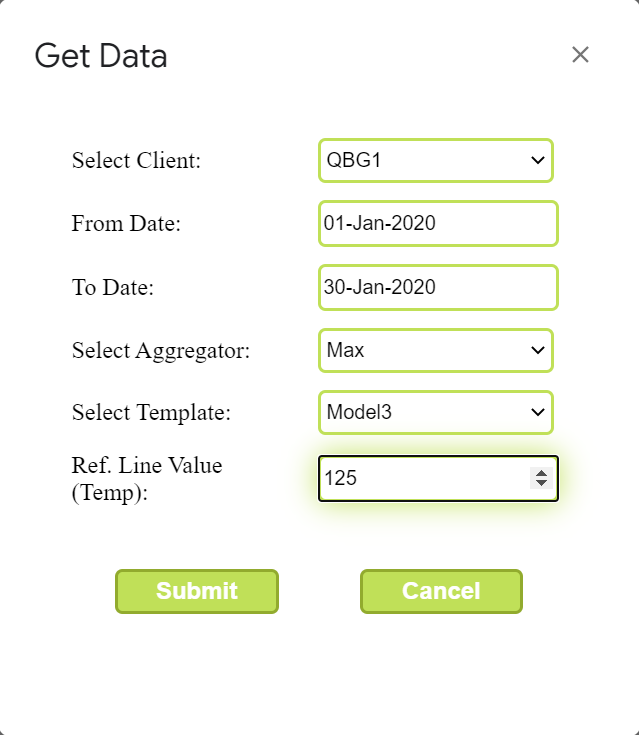 Get Data
Select Client: QBG1
From Date: 01-Jan-2020
To Date: 30-Jan-2020
Select Aggregator: Max
Select Template: Model3
Ref. Line Value
(Temp): 125
Submit Cancel